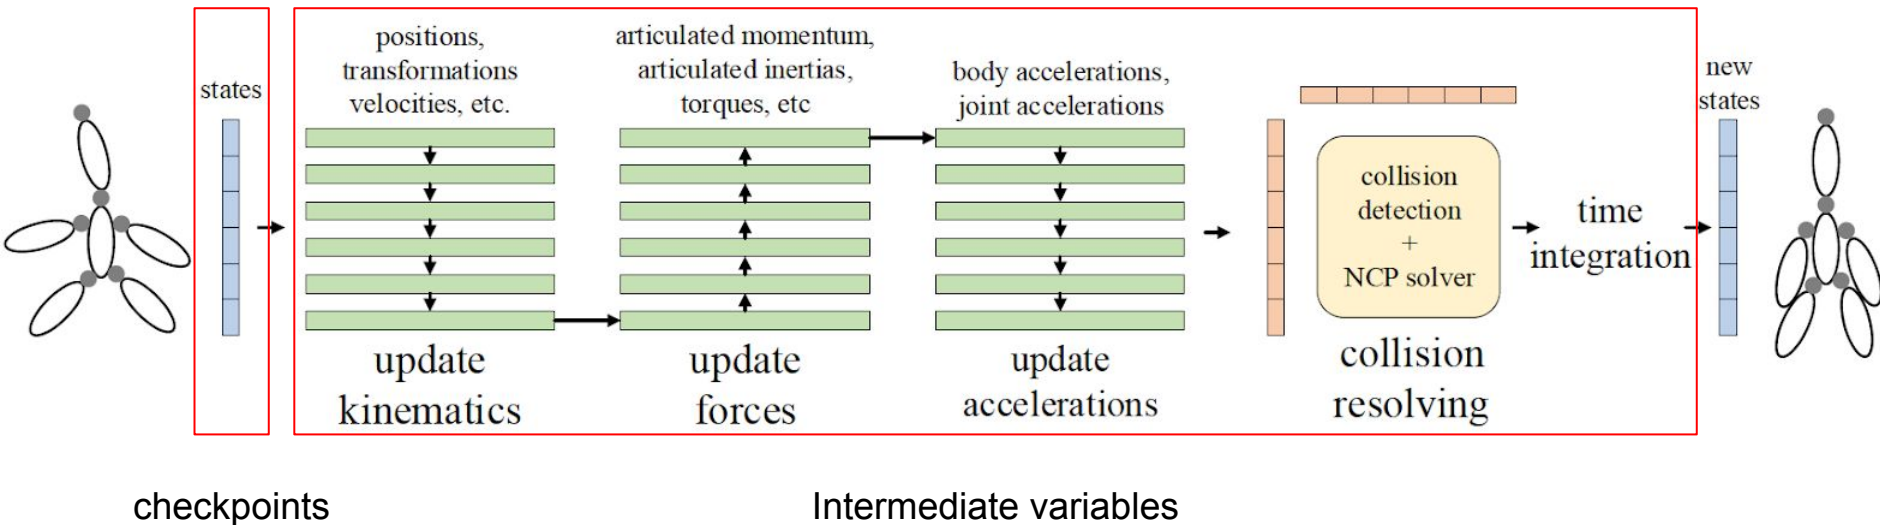 states
positions,
transformations
velocities, etc.
update
kinematics
articulated momentum,
articulated inertias,
torques, etc
update
forces
body accelerations,
joint accelerations
update
accelerations
collision
detection
+
NCP solver
collision
resolving
time
integration
new
states
checkpoints
Intermediate variables